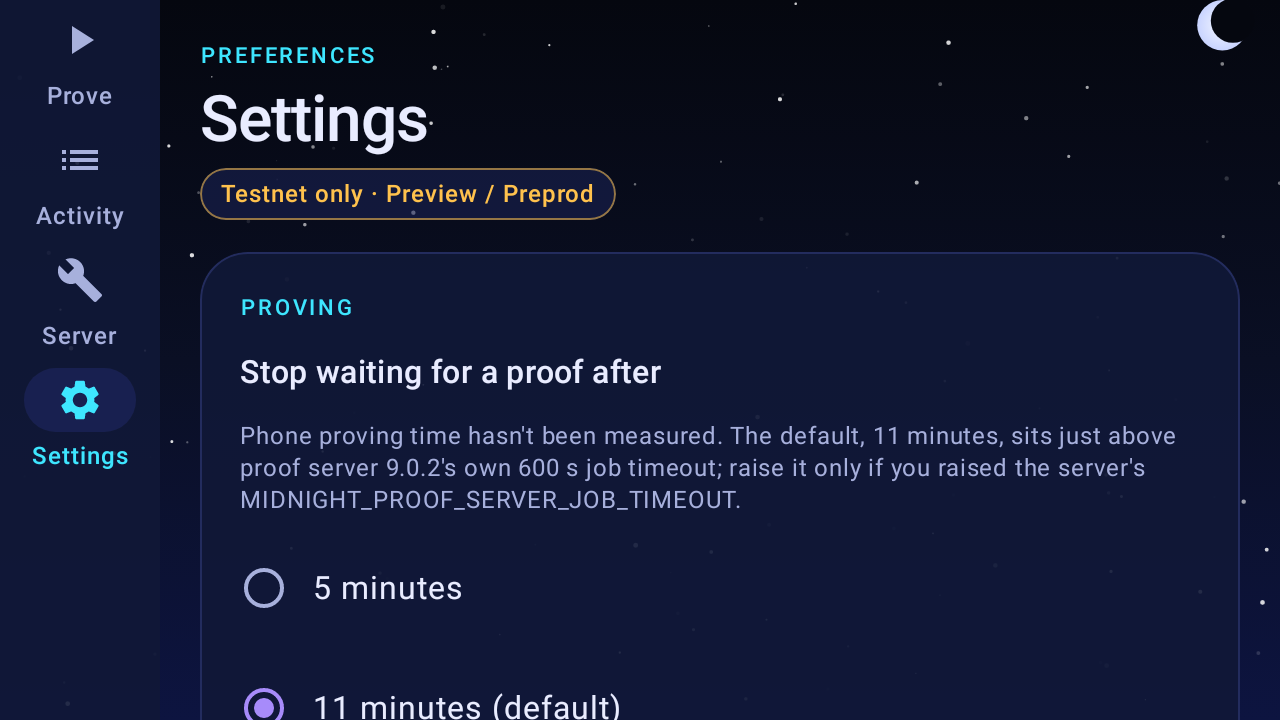 Prove
Activity
Server
Settings
PREFERENCES
Settings
Testnet only · Preview / Preprod
PROVING
Stop waiting for a proof after
Phone proving time hasn't been measured. The default, 11 minutes, sits just above
proof server 9.0.2's own 600 s job timeout; raise it only if you raised the server's
MIDNIGHT_PROOF_SERVER_JOB_TIMEOUT.
5 minutes
11 minutes (default)